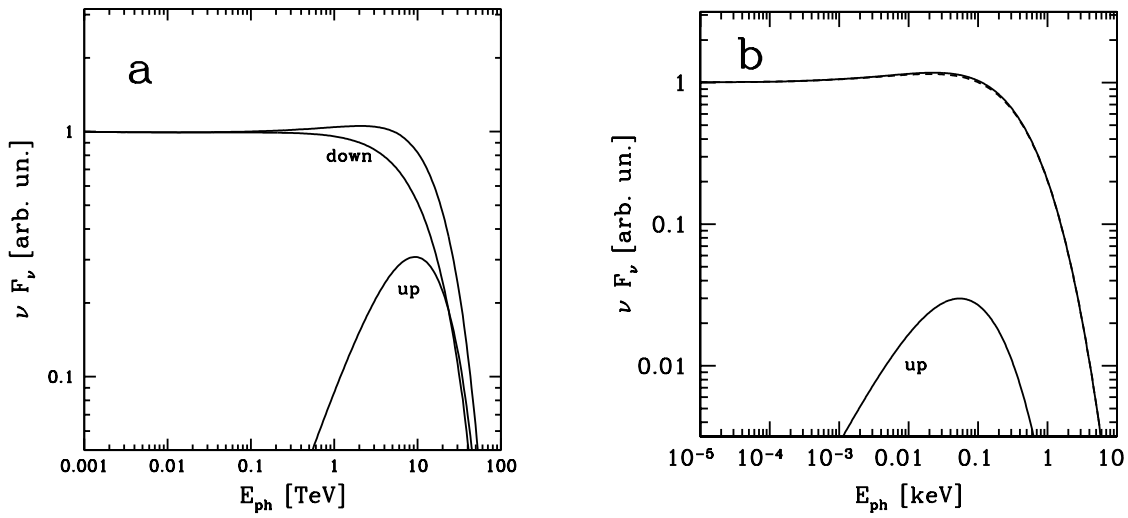 a
1
0.1
down
up
ν F_ν [arb. un.]
0.001 0.01 0.1 1 10 100
E_ph [TeV]
b
1
0.1
0.01
up
ν F_ν [arb. un.]
10^-5 10^-4 10^-3 0.01 0.1 1 10
E_ph [keV]